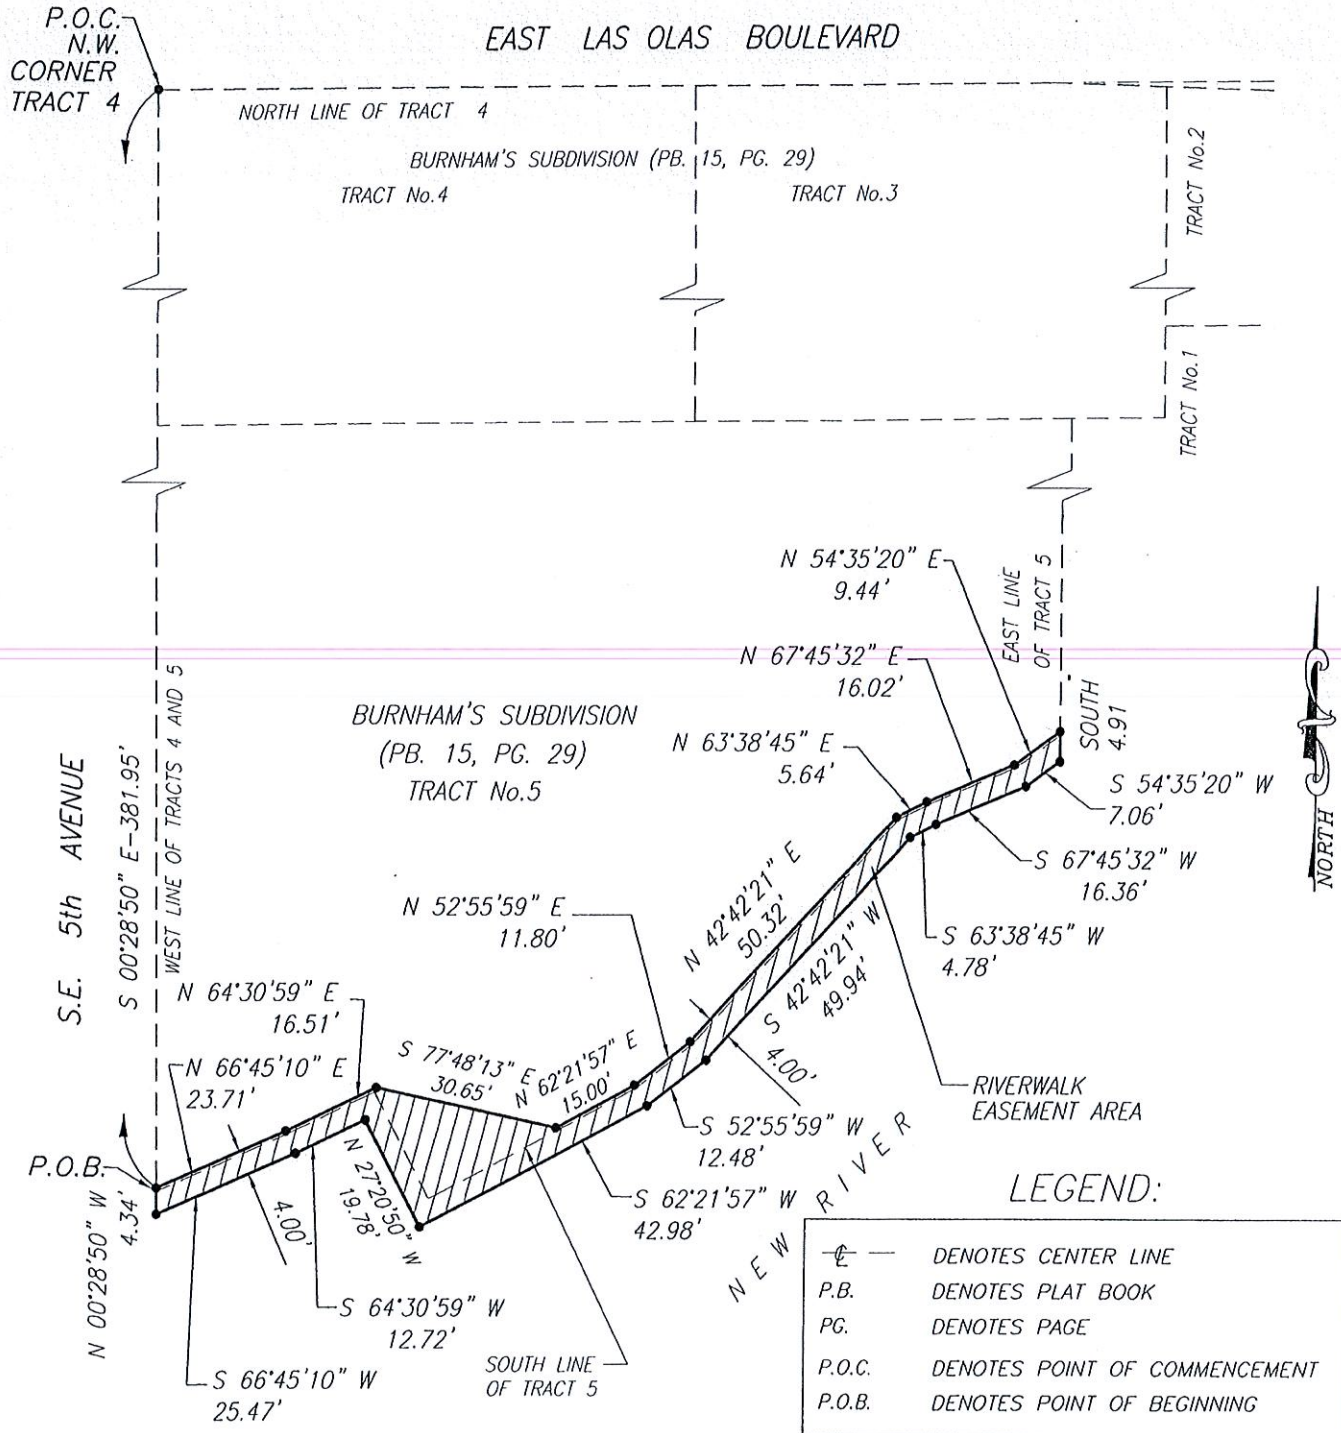 P.O.C.
N.W.
CORNER
TRACT 4
EAST LAS OLAS BOULEVARD
NORTH LINE OF TRACT 4
BURNHAM'S SUBDIVISION (PB. 15, PG. 29)
TRACT No.4
TRACT No.3
TRACT No.2
TRACT No.1
S.E. 5th AVENUE
S 00°28'50" E-381.95'
WEST LINE OF TRACTS 4 AND 5
BURNHAM'S SUBDIVISION
(PB. 15, PG. 29)
TRACT No.5
EAST LINE
OF TRACT 5
N 54°35'20" E
9.44'
N 67°45'32" E
16.02'
N 63°38'45" E
5.64'
SOUTH
4.91'
S 54°35'20" W
7.06'
S 67°45'32" W
16.36'
S 63°38'45" W
4.78'
N 42°42'21" E
50.32'
S 42°42'21" W
49.94'
4.00'
N 52°55'59" E
11.80'
N 64°30'59" E
16.51'
N 66°45'10" E
23.71'
S 77°48'13" E
30.65'
N 62°21'57" E
15.00'
RIVERWALK
EASEMENT AREA
S 52°55'59" W
12.48'
S 62°21'57" W
42.98'
NEW RIVER
P.O.B.
N 00°28'50" W
4.34'
4.00'
N 27°20'50" W
19.78'
S 64°30'59" W
12.72'
S 66°45'10" W
25.47'
SOUTH LINE
OF TRACT 5
NORTH
LEGEND:
℄ DENOTES CENTER LINE
P.B. DENOTES PLAT BOOK
PG. DENOTES PAGE
P.O.C. DENOTES POINT OF COMMENCEMENT
P.O.B. DENOTES POINT OF BEGINNING